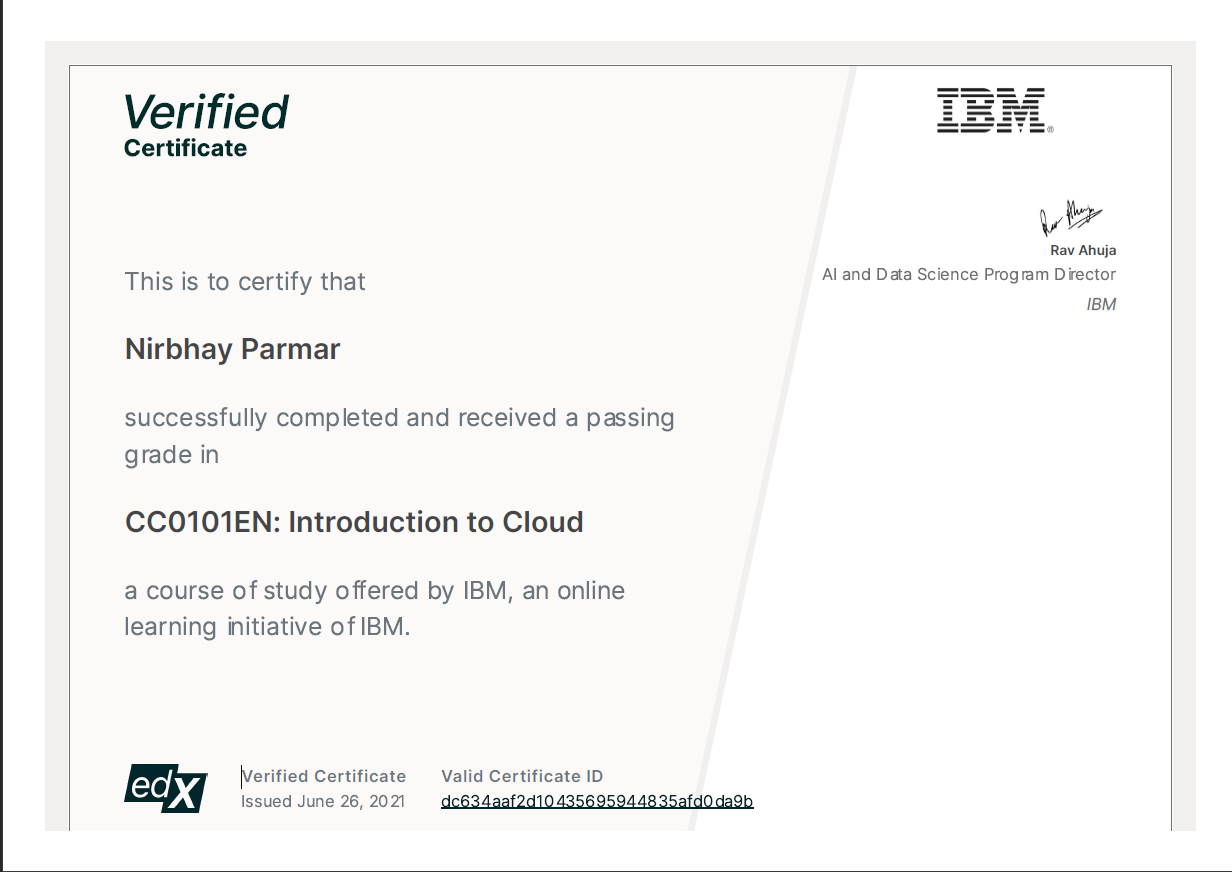 Verified
Certificate
IBM®
Rav Ahuja
AI and Data Science Program Director
IBM
This is to certify that
Nirbhay Parmar
successfully completed and received a passing
grade in
CC0101EN: Introduction to Cloud
a course of study offered by IBM, an online
learning initiative of IBM.
edX
Verified Certificate
Issued June 26, 2021
Valid Certificate ID
dc634aaf2d10435695944835afd0da9b